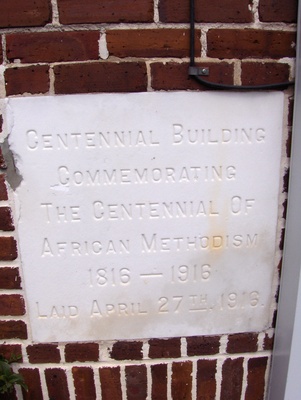 Centennial Building
Commemorating
The Centennial Of
African Methodism
1816 — 1916
Laid April 27th, 1916.